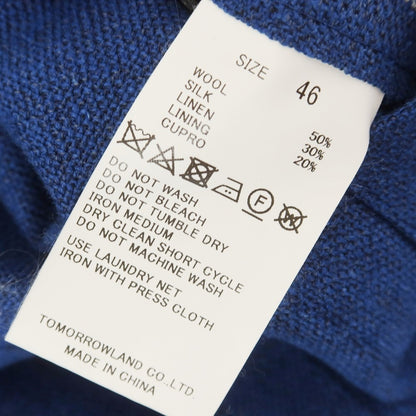 SIZE 46
WOOL 50%
SILK 30%
LINEN 20%
LINING
CUPRO
DO NOT WASH
DO NOT BLEACH
DO NOT TUMBLE DRY
IRON MEDIUM
DRY CLEAN SHORT CYCLE
DO NOT MACHINE WASH
USE LAUNDRY NET
IRON WITH PRESS CLOTH
TOMORROWLAND CO.,LTD
MADE IN CHINA